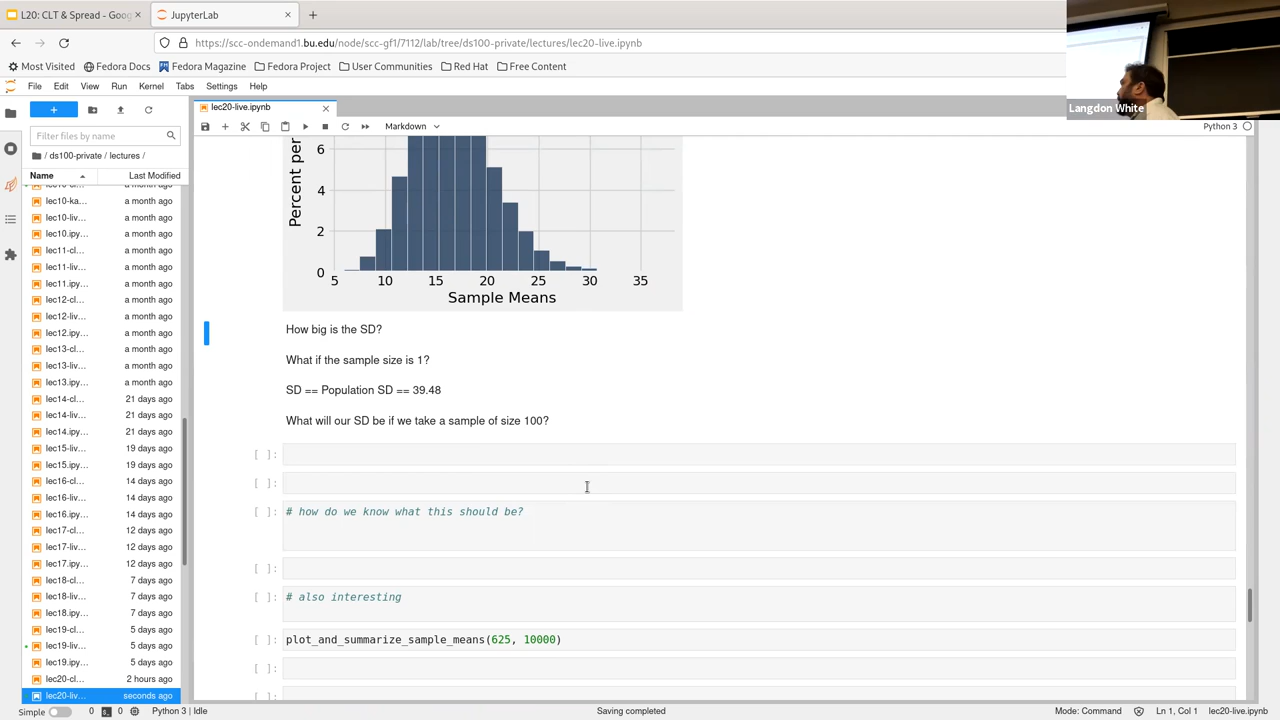 L20: CLT & Spread - Goog
JupyterLab
https://scc-ondemand1.bu.edu/node/scc-gf1/7112/lab/tree/ds100-private/lectures/lec20-live.ipynb
Most Visited
Fedora Docs
Fedora Magazine
Fedora Project
User Communities
Red Hat
Free Content
Langdon White
File Edit View Run Kernel Tabs Settings Help
lec20-live.ipynb
Filter files by name
Markdown
Python 3
/ ds100-private / lectures /
Name Last Modified
a month ago
lec10-ka... a month ago
lec10-liv... a month ago
lec10.ipy... a month ago
lec11-cl... a month ago
lec11-liv... a month ago
lec11.ipy... a month ago
lec12-cl... a month ago
lec12-liv... a month ago
lec12.ipy... a month ago
lec13-cl... a month ago
lec13-liv... a month ago
lec13.ipy... a month ago
lec14-cl... 21 days ago
lec14-liv... 21 days ago
lec14.ipy... 21 days ago
lec15-liv... 19 days ago
lec15.ipy... 19 days ago
lec16-cl... 14 days ago
lec16-liv... 14 days ago
lec16.ipy... 14 days ago
lec17-cl... 12 days ago
lec17-liv... 12 days ago
lec17.ipy... 12 days ago
lec18-cl... 7 days ago
lec18-liv... 7 days ago
lec18.ipy... 7 days ago
lec19-cl... 5 days ago
lec19-liv... 5 days ago
lec19.ipy... 5 days ago
lec20-cl... 2 hours ago
lec20-liv... seconds ago
Percent per
6
4
2
0
5 10 15 20 25 30 35
Sample Means
How big is the SD?
What if the sample size is 1?
SD == Population SD == 39.48
What will our SD be if we take a sample of size 100?
[ ]:
[ ]:
[ ]: # how do we know what this should be?
[ ]:
[ ]: # also interesting
[ ]: plot_and_summarize_sample_means(625, 10000)
[ ]:
[ ]:
Simple 0 0 Python 3 | Idle Saving completed Mode: Command Ln 1, Col 1 lec20-live.ipynb